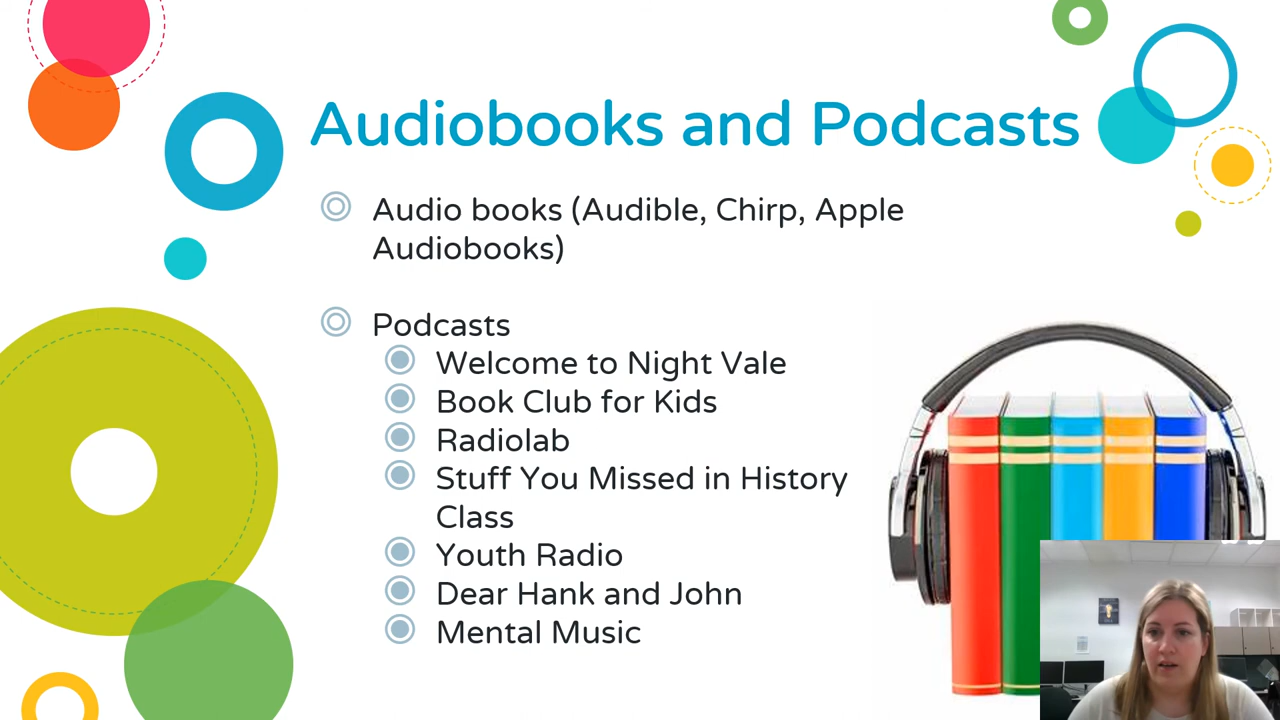 Audiobooks and Podcasts
Audio books (Audible, Chirp, Apple
Audiobooks)
Podcasts
Welcome to Night Vale
Book Club for Kids
Radiolab
Stuff You Missed in History
Class
Youth Radio
Dear Hank and John
Mental Music